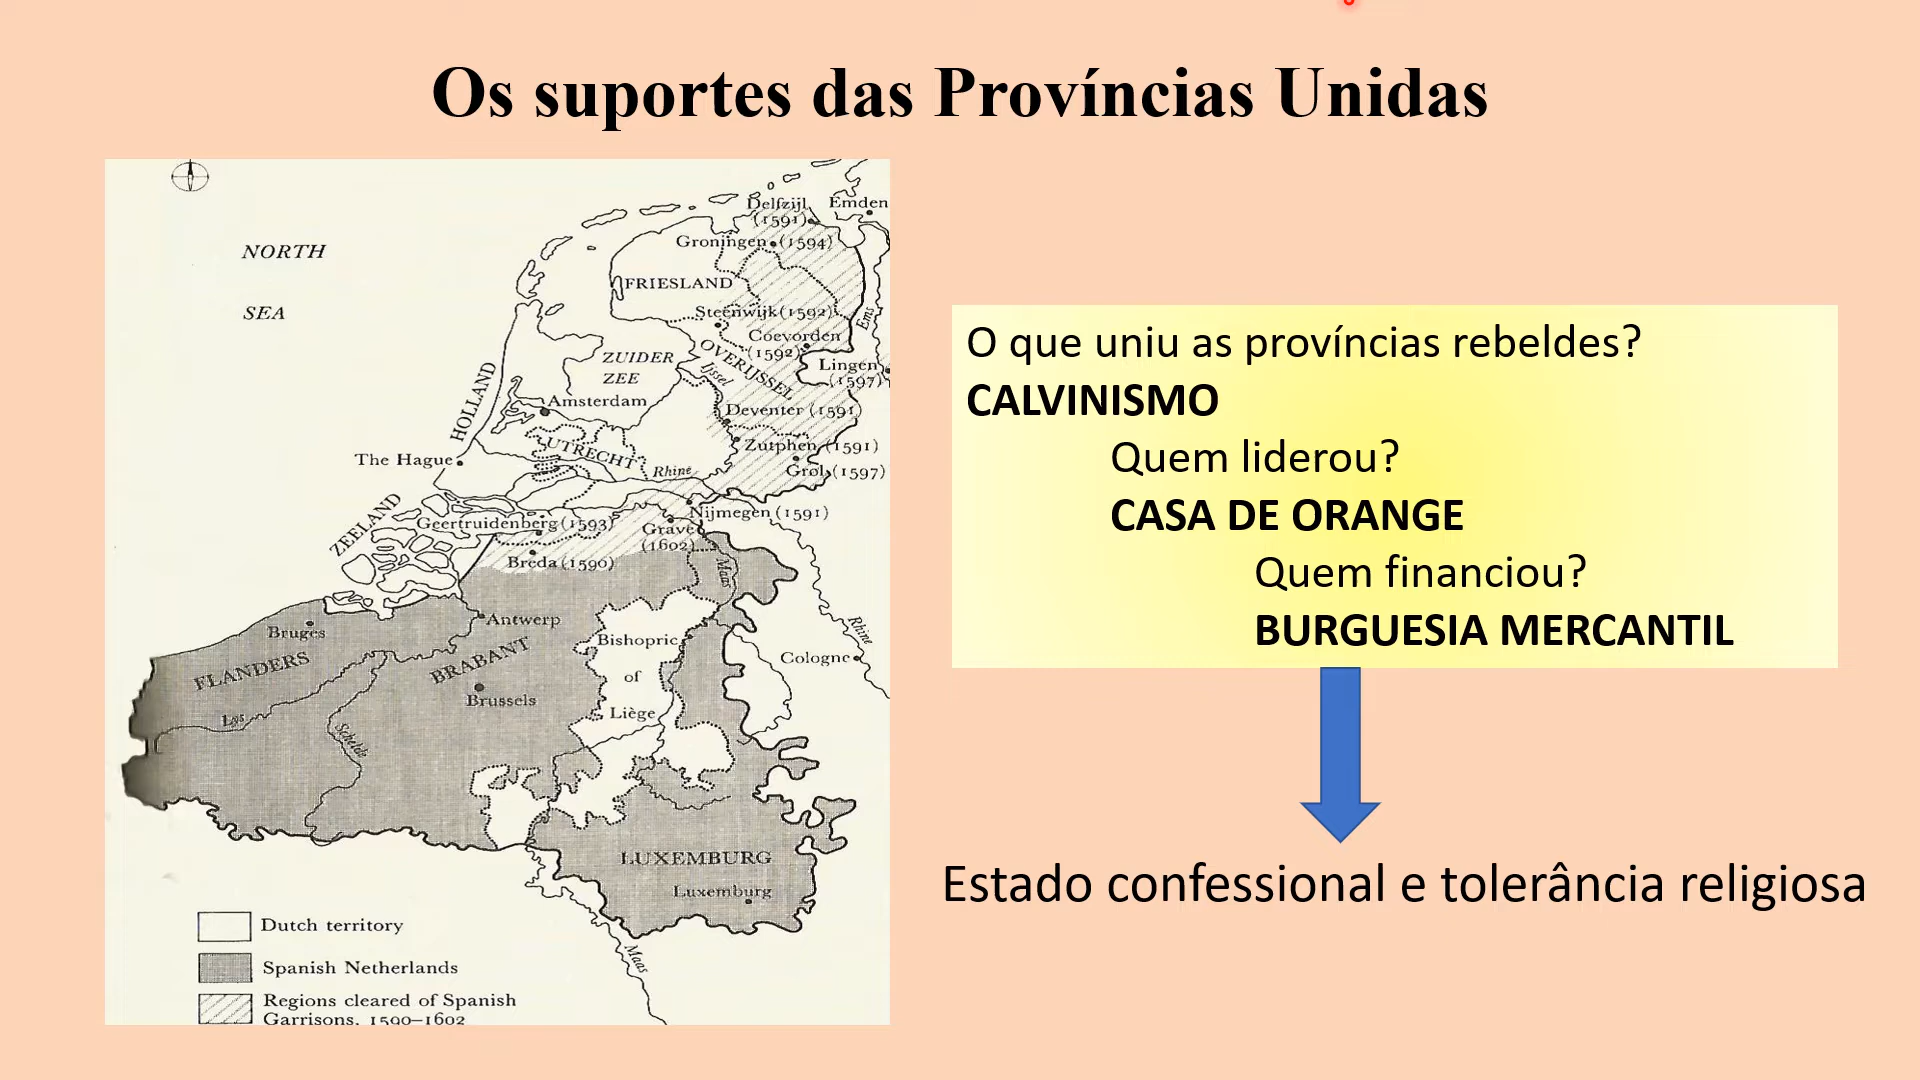 Os suportes das Províncias Unidas
NORTH
SEA
Delfzijl
(1591)
Emden
Groningen (1594)
FRIESLAND
Steenwijk (1592)
Ems
Coevorden
(1592)
OVERIJSSEL
Ijssel
Lingen
(1597)
ZUIDER
ZEE
HOLLAND
Amsterdam
Deventer (1591)
UTRECHT
Zutphen (1591)
The Hague
Rhine
Grol (1597)
ZEELAND
Geertruidenberg (1593)
Nijmegen (1591)
Grave
(1602)
Breda (1590)
Maas
Antwerp
Bruges
FLANDERS
BRABANT
Bishopric
of
Liège
Rhine
Cologne
Brussels
Lys
Schelde
LUXEMBURG
Luxemburg
Maas
Dutch territory
Spanish Netherlands
Regions cleared of Spanish
Garrisons, 1590–1602
O que uniu as províncias rebeldes?
CALVINISMO
Quem liderou?
CASA DE ORANGE
Quem financiou?
BURGUESIA MERCANTIL
Estado confessional e tolerância religiosa